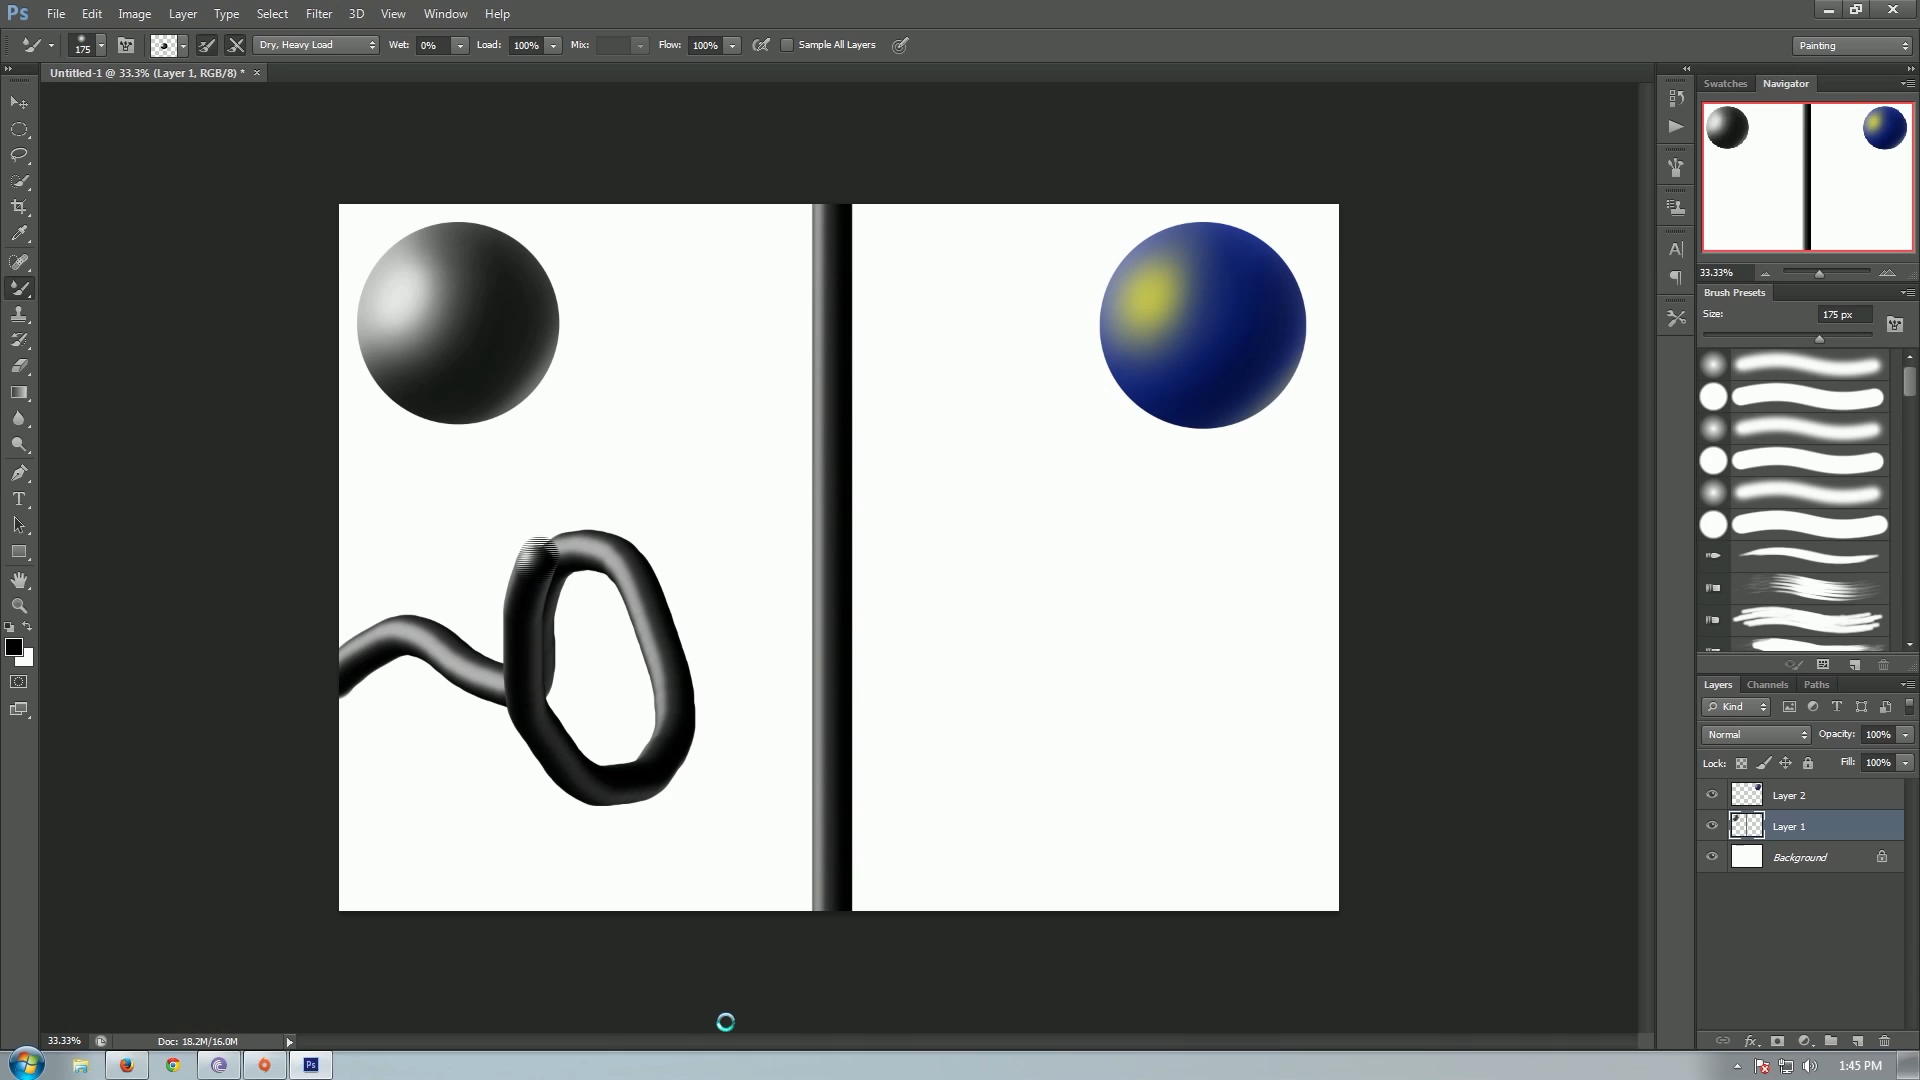 Ps File Edit Image Layer Type Select Filter 3D View Window Help
175 Dry, Heavy Load Wet: 0% Load: 100% Mix: Flow: 100% Sample All Layers Painting
Untitled-1 @ 33.3% (Layer 1, RGB/8) * ×
Swatches Navigator
33.33%
Brush Presets
Size: 175 px
Layers Channels Paths
Kind
Normal Opacity: 100%
Lock: Fill: 100%
Layer 2
Layer 1
Background
33.33% Doc: 18.2M/16.0M
Ps 1:45 PM